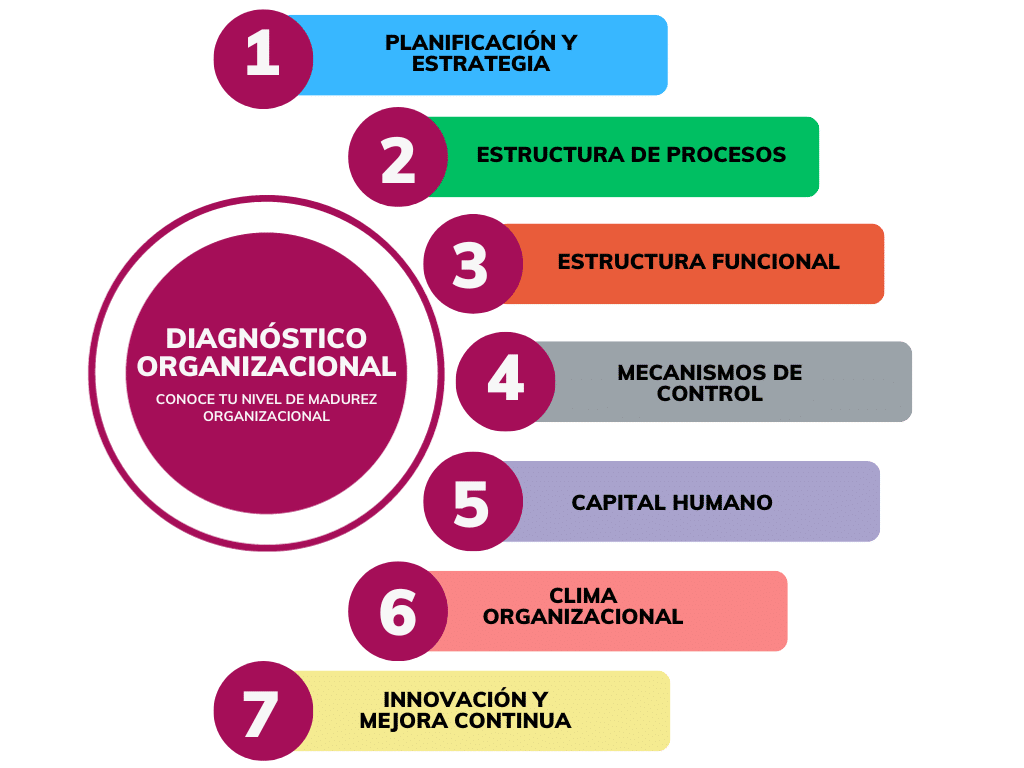 1
PLANIFICACIÓN Y
ESTRATEGIA
2
ESTRUCTURA DE PROCESOS
3
ESTRUCTURA FUNCIONAL
DIAGNÓSTICO
ORGANIZACIONAL
CONOCE TU NIVEL DE MADUREZ
ORGANIZACIONAL
4
MECANISMOS DE
CONTROL
5
CAPITAL HUMANO
6
CLIMA
ORGANIZACIONAL
7
INNOVACIÓN Y
MEJORA CONTINUA